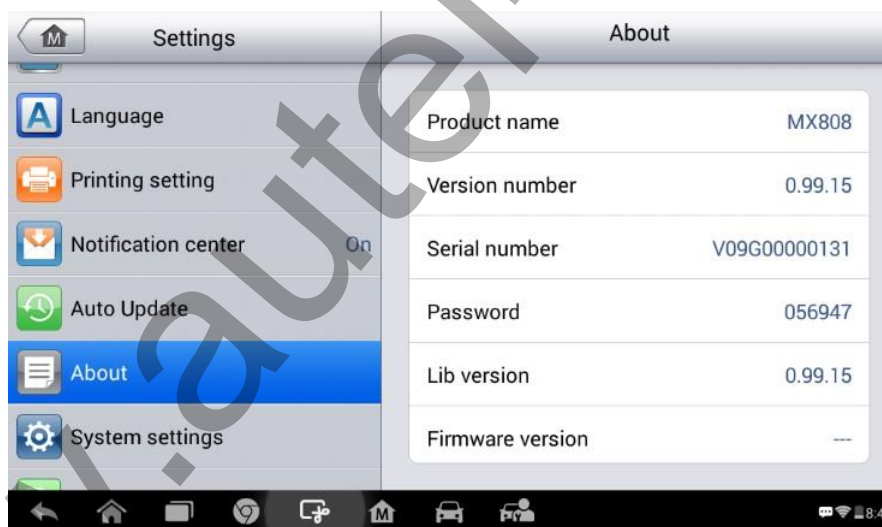 Settings
About
Language
Printing setting
Notification center On
Auto Update
About
System settings
Product name MX808
Version number 0.99.15
Serial number V09G00000131
Password 056947
Lib version 0.99.15
Firmware version ---